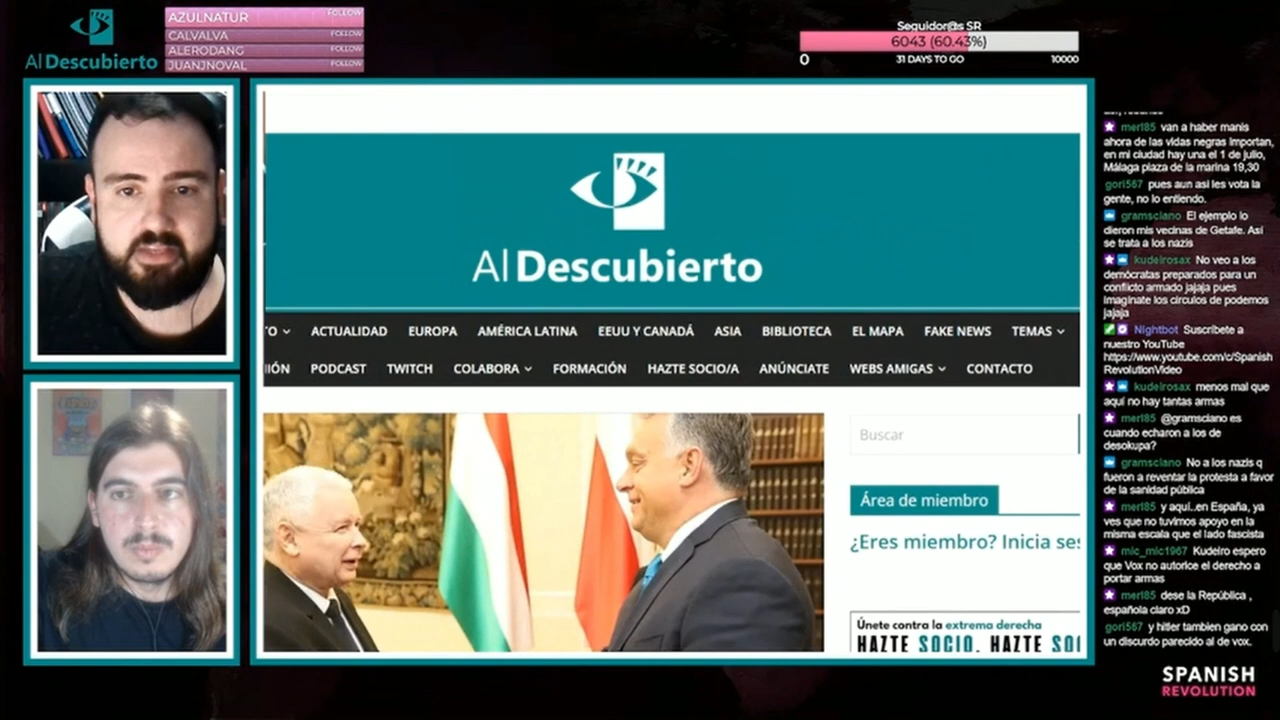 Al Descubierto
AZULNATUR FOLLOW
CALVALVA FOLLOW
ALERODANG FOLLOW
JUANJNOVAL FOLLOW
Seguidor@s SR
6043 (60.43%)
0 31 DAYS TO GO 10000
Al Descubierto
TO ACTUALIDAD EUROPA AMÉRICA LATINA EEUU Y CANADÁ ASIA BIBLIOTECA EL MAPA FAKE NEWS TEMAS
IÓN PODCAST TWITCH COLABORA FORMACIÓN HAZTE SOCIO/A ANÚNCIATE WEBS AMIGAS CONTACTO
Buscar
Área de miembro
¿Eres miembro? Inicia ses
Únete contra la extrema derecha
HAZTE SOCIO. HAZTE SO
merl85 van a haber manis
ahora de las vidas negras importan,
en mi ciudad hay una el 1 de julio,
Málaga plaza de la marina 19,30
gori567 pues aun asi les vota la
gente, no lo entiendo.
gramsciano El ejemplo lo
dieron mis vecinas de Getafe. Así
se trata a los nazis
kudeirosax No veo a los
demócratas preparados para un
conflicto armado jajaja pues
imaginate los circulos de podemos
jajaja
Nightbot Suscríbete a
nuestro YouTube
https://www.youtube.com/c/Spanish
RevolutionVideo
kudeirosax menos mal que
aquí no hay tantas armas
merl85 @gramsciano es
cuando echaron a los de
desokupa?
gramsciano No a los nazis q
fueron a reventar la protesta a favor
de la sanidad pública
merl85 y aqui..en España, ya
ves que no tuvimos apoyo en la
misma escala que el lado fascista
mic_mic1967 Kudeiro espero
que Vox no autorice el derecho a
portar armas
merl85 dese la República ,
española claro xD
gori567 y hitler tambien gano con
un discurdo parecido al de vox.
SPANISH
REVOLUTION